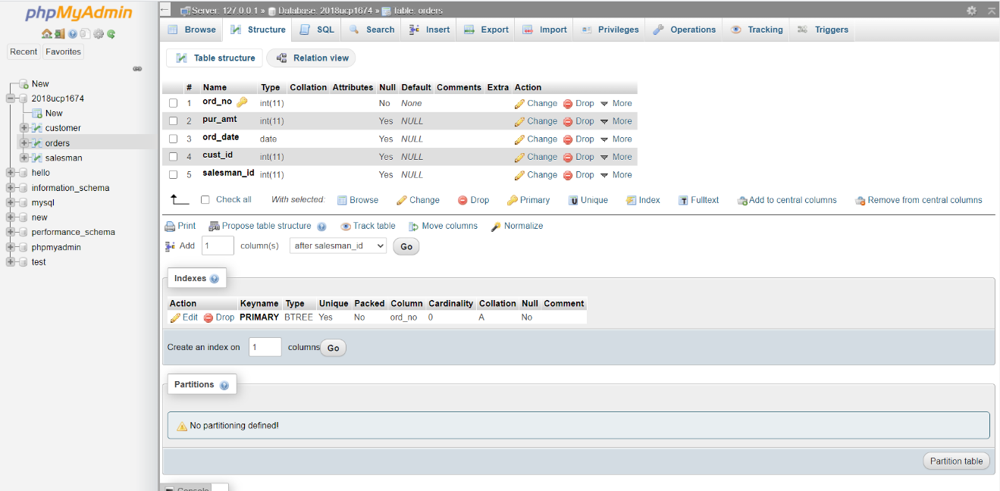 phpMyAdmin
Recent Favorites
New
2018ucp1674
New
customer
orders
salesman
hello
information_schema
mysql
new
performance_schema
phpmyadmin
test
Server: 127.0.0.1 » Database: 2018ucp1674 » Table: orders
Browse Structure SQL Search Insert Export Import Privileges Operations Tracking Triggers
Table structure Relation view
# Name Type Collation Attributes Null Default Comments Extra Action
1 ord_no int(11) No None Change Drop More
2 pur_amt int(11) Yes NULL Change Drop More
3 ord_date date Yes NULL Change Drop More
4 cust_id int(11) Yes NULL Change Drop More
5 salesman_id int(11) Yes NULL Change Drop More
Check all With selected: Browse Change Drop Primary Unique Index Fulltext Add to central columns Remove from central columns
Print Propose table structure Track table Move columns Normalize
Add 1 column(s) after salesman_id Go
Indexes
Action Keyname Type Unique Packed Column Cardinality Collation Null Comment
Edit Drop PRIMARY BTREE Yes No ord_no 0 A No
Create an index on 1 columns Go
Partitions
No partitioning defined!
Partition table
Console